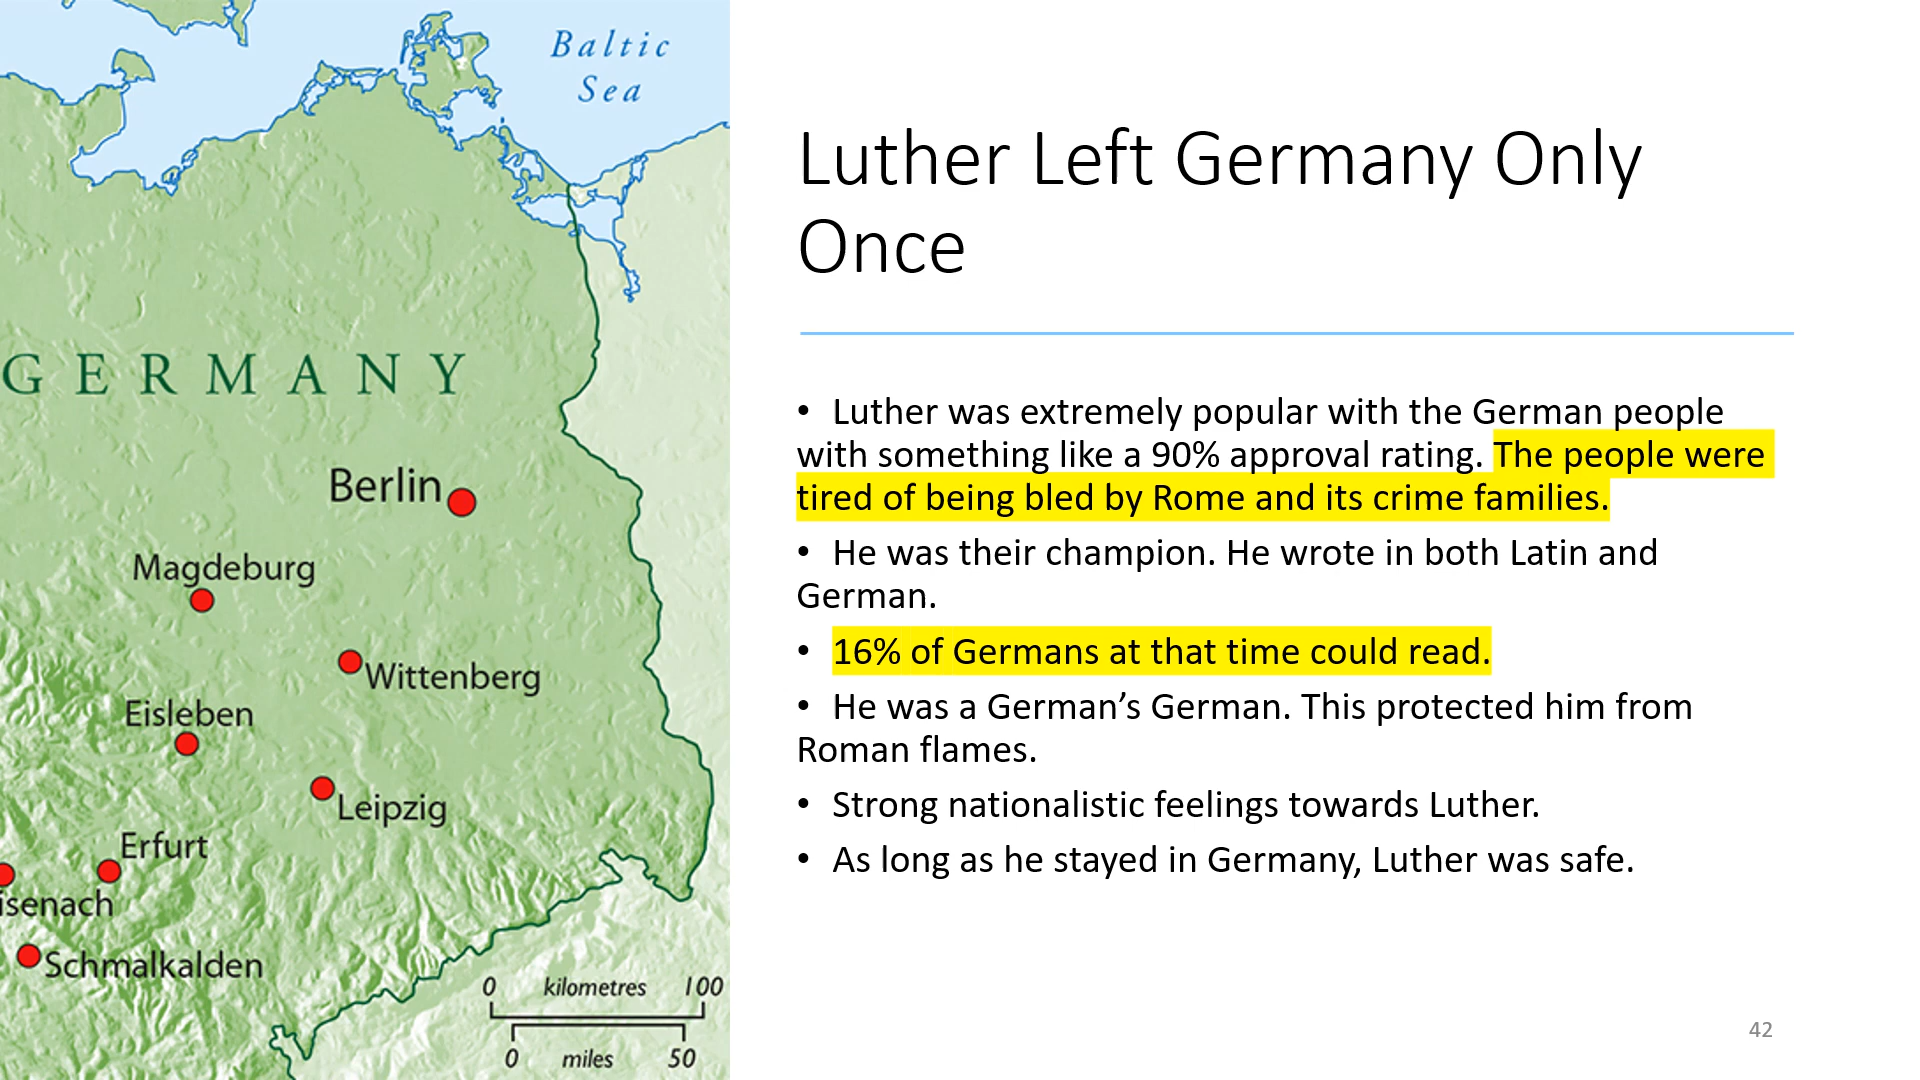 Baltic
Sea
GERMANY
Berlin
Magdeburg
Wittenberg
Eisleben
Leipzig
Erfurt
isenach
Schmalkalden
0 kilometres 100
0 miles 50
Luther Left Germany Only
Once
• Luther was extremely popular with the German people
with something like a 90% approval rating. The people were
tired of being bled by Rome and its crime families.
• He was their champion. He wrote in both Latin and
German.
• 16% of Germans at that time could read.
• He was a German’s German. This protected him from
Roman flames.
• Strong nationalistic feelings towards Luther.
• As long as he stayed in Germany, Luther was safe.
42